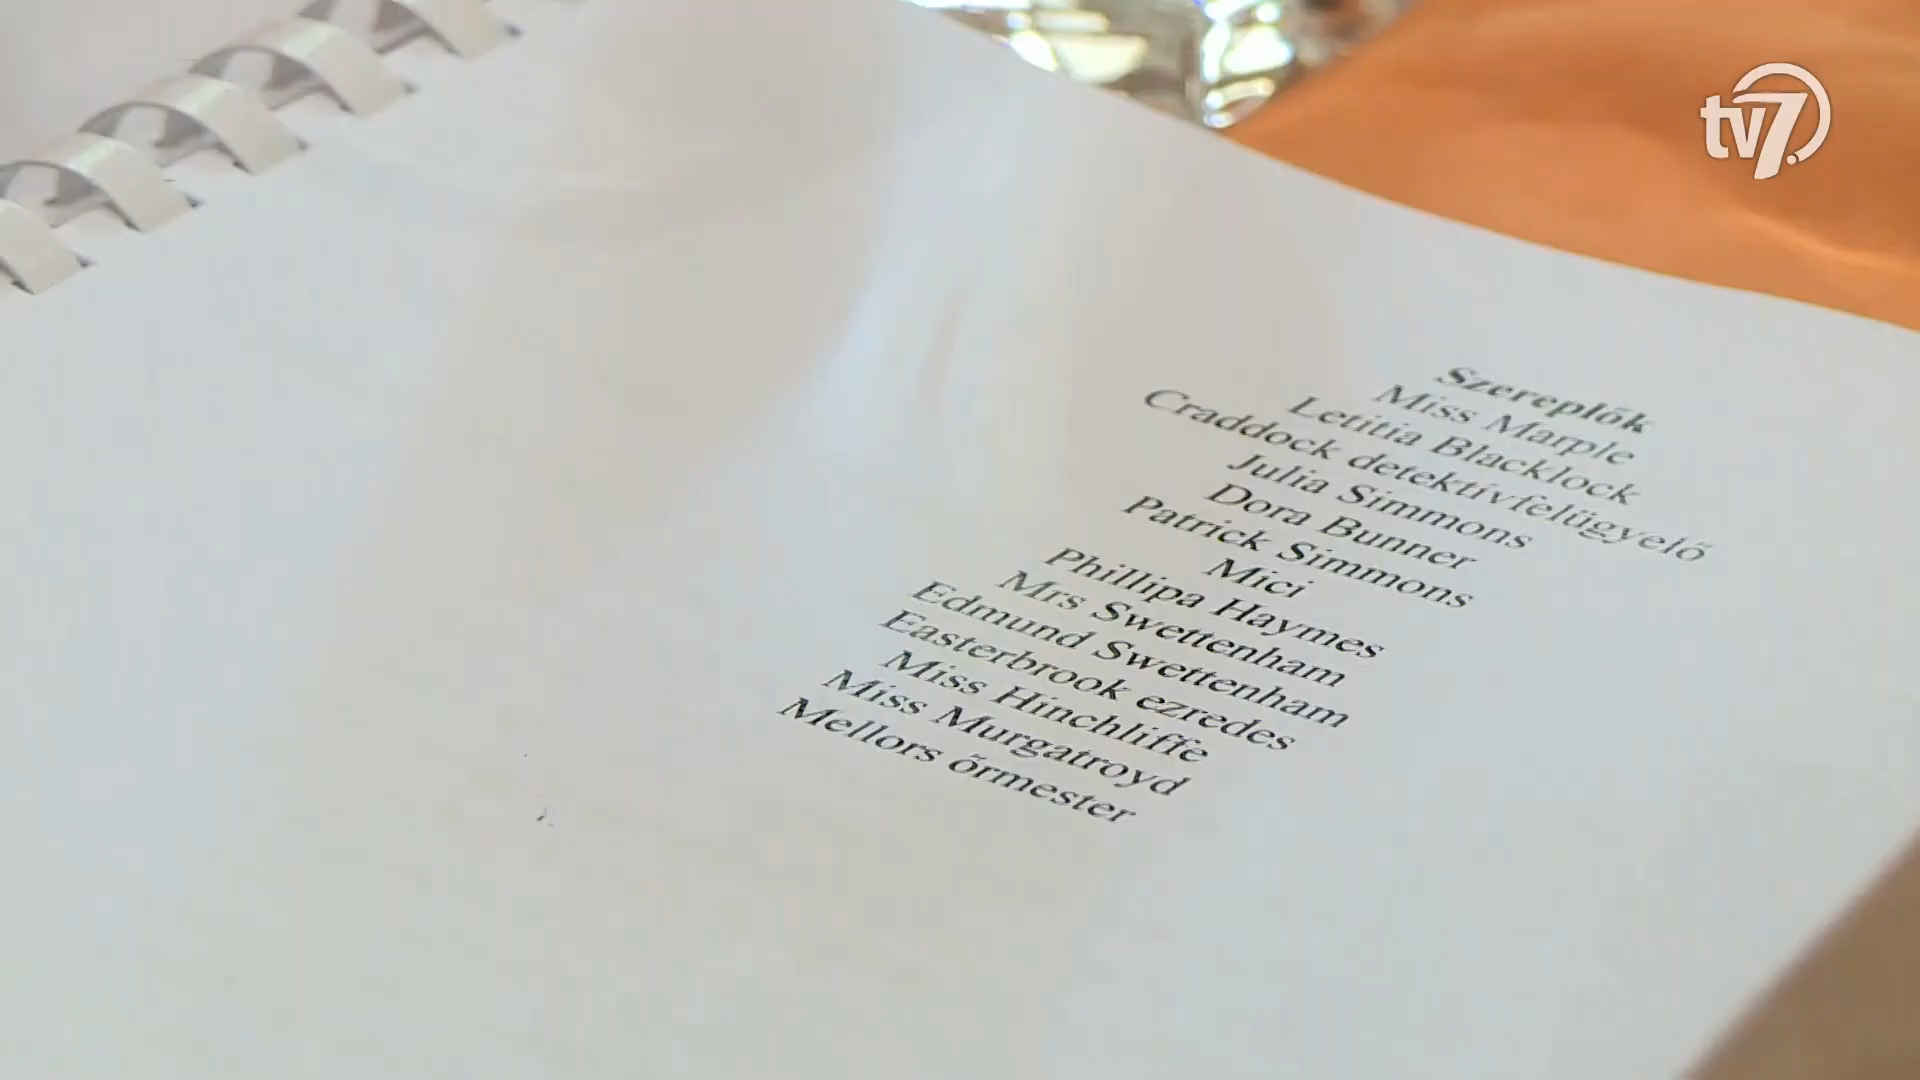 tv7
Szereplők
Miss Marple
Letitia Blacklock
Craddock detektívfelügyelő
Julia Simmons
Dora Bunner
Patrick Simmons
Mici
Phillipa Haymes
Mrs Swettenham
Edmund Swettenham
Easterbrook ezredes
Miss Hinchliffe
Miss Murgatroyd
Mellors őrmester